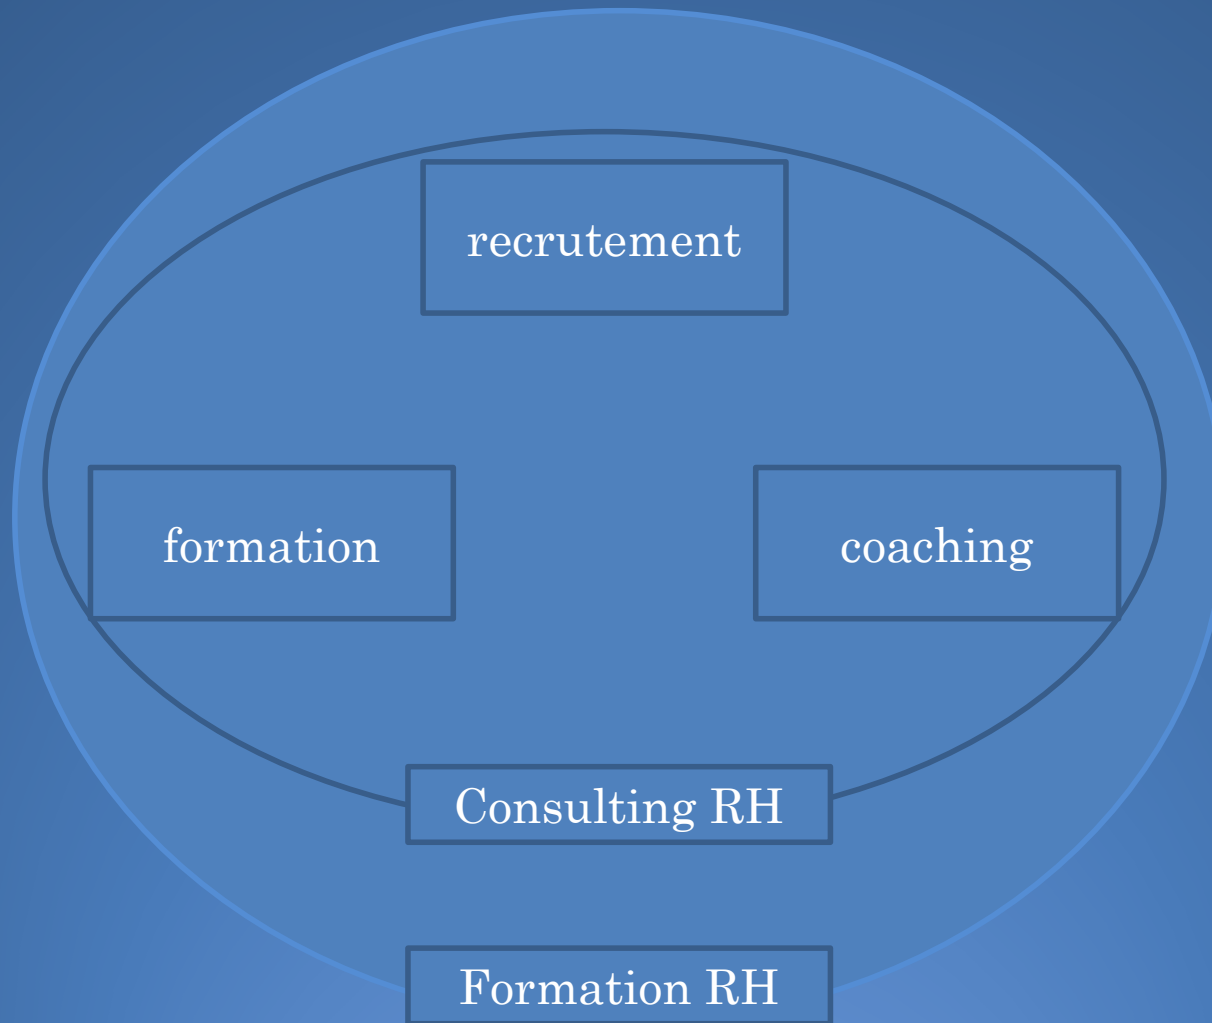 recrutement
formation
coaching
Consulting RH
Formation RH